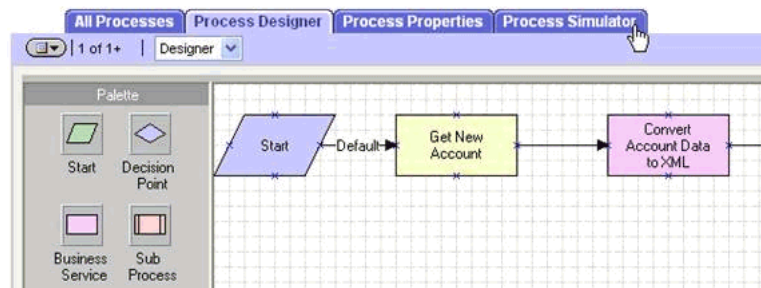 All Processes
Process Designer
Process Properties
Process Simulator
1 of 1+
Designer
Palette
Start
Decision
Point
Business
Service
Sub
Process
Start
Default
Get New
Account
Convert
Account Data
to XML